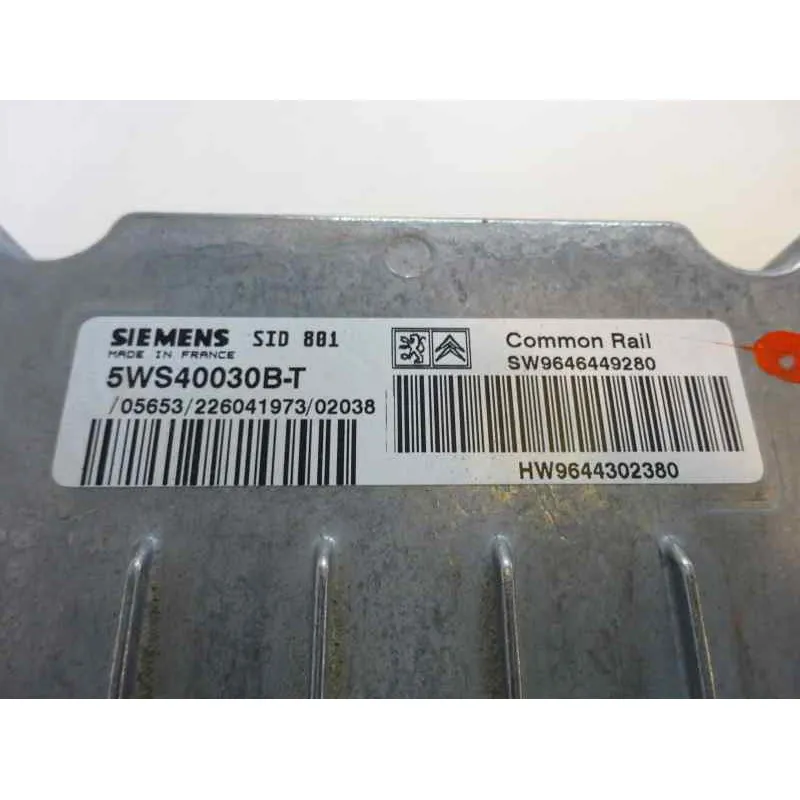 SIEMENS SID 801
MADE IN FRANCE
5WS40030B-T
/05653/226041973/02038
Common Rail
SW9646449280
HW9644302380